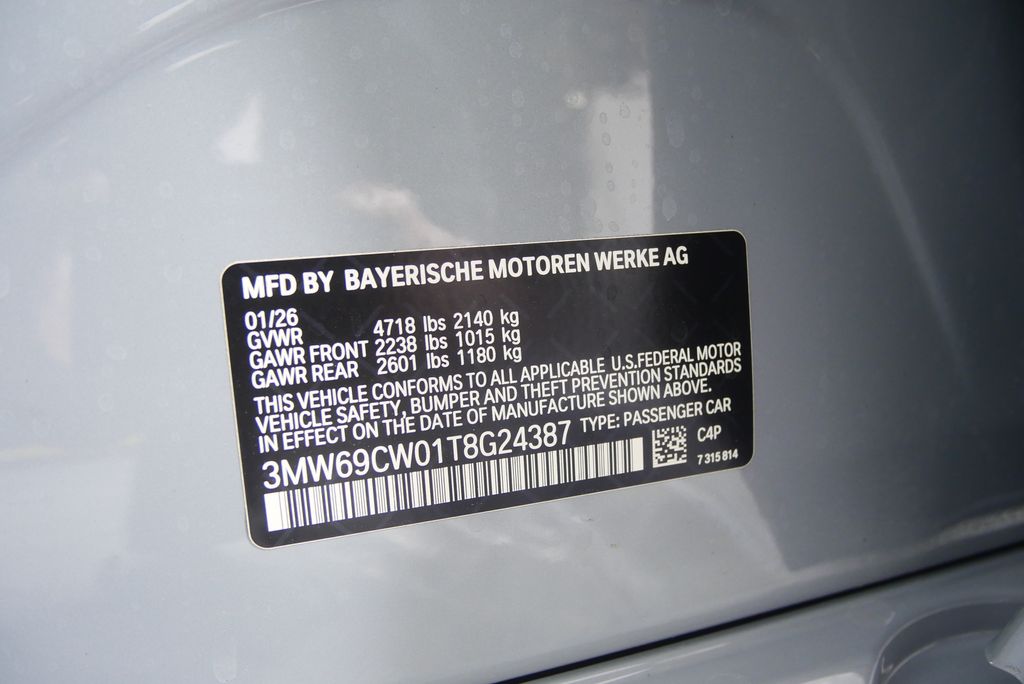 MFD BY BAYERISCHE MOTOREN WERKE AG
01/26
GVWR 4718 lbs 2140 kg
GAWR FRONT 2238 lbs 1015 kg
GAWR REAR 2601 lbs 1180 kg
THIS VEHICLE CONFORMS TO ALL APPLICABLE U.S.FEDERAL MOTOR
VEHICLE SAFETY, BUMPER AND THEFT PREVENTION STANDARDS
IN EFFECT ON THE DATE OF MANUFACTURE SHOWN ABOVE.
3MW69CW01T8G24387 TYPE: PASSENGER CAR
C4P
7 315 814